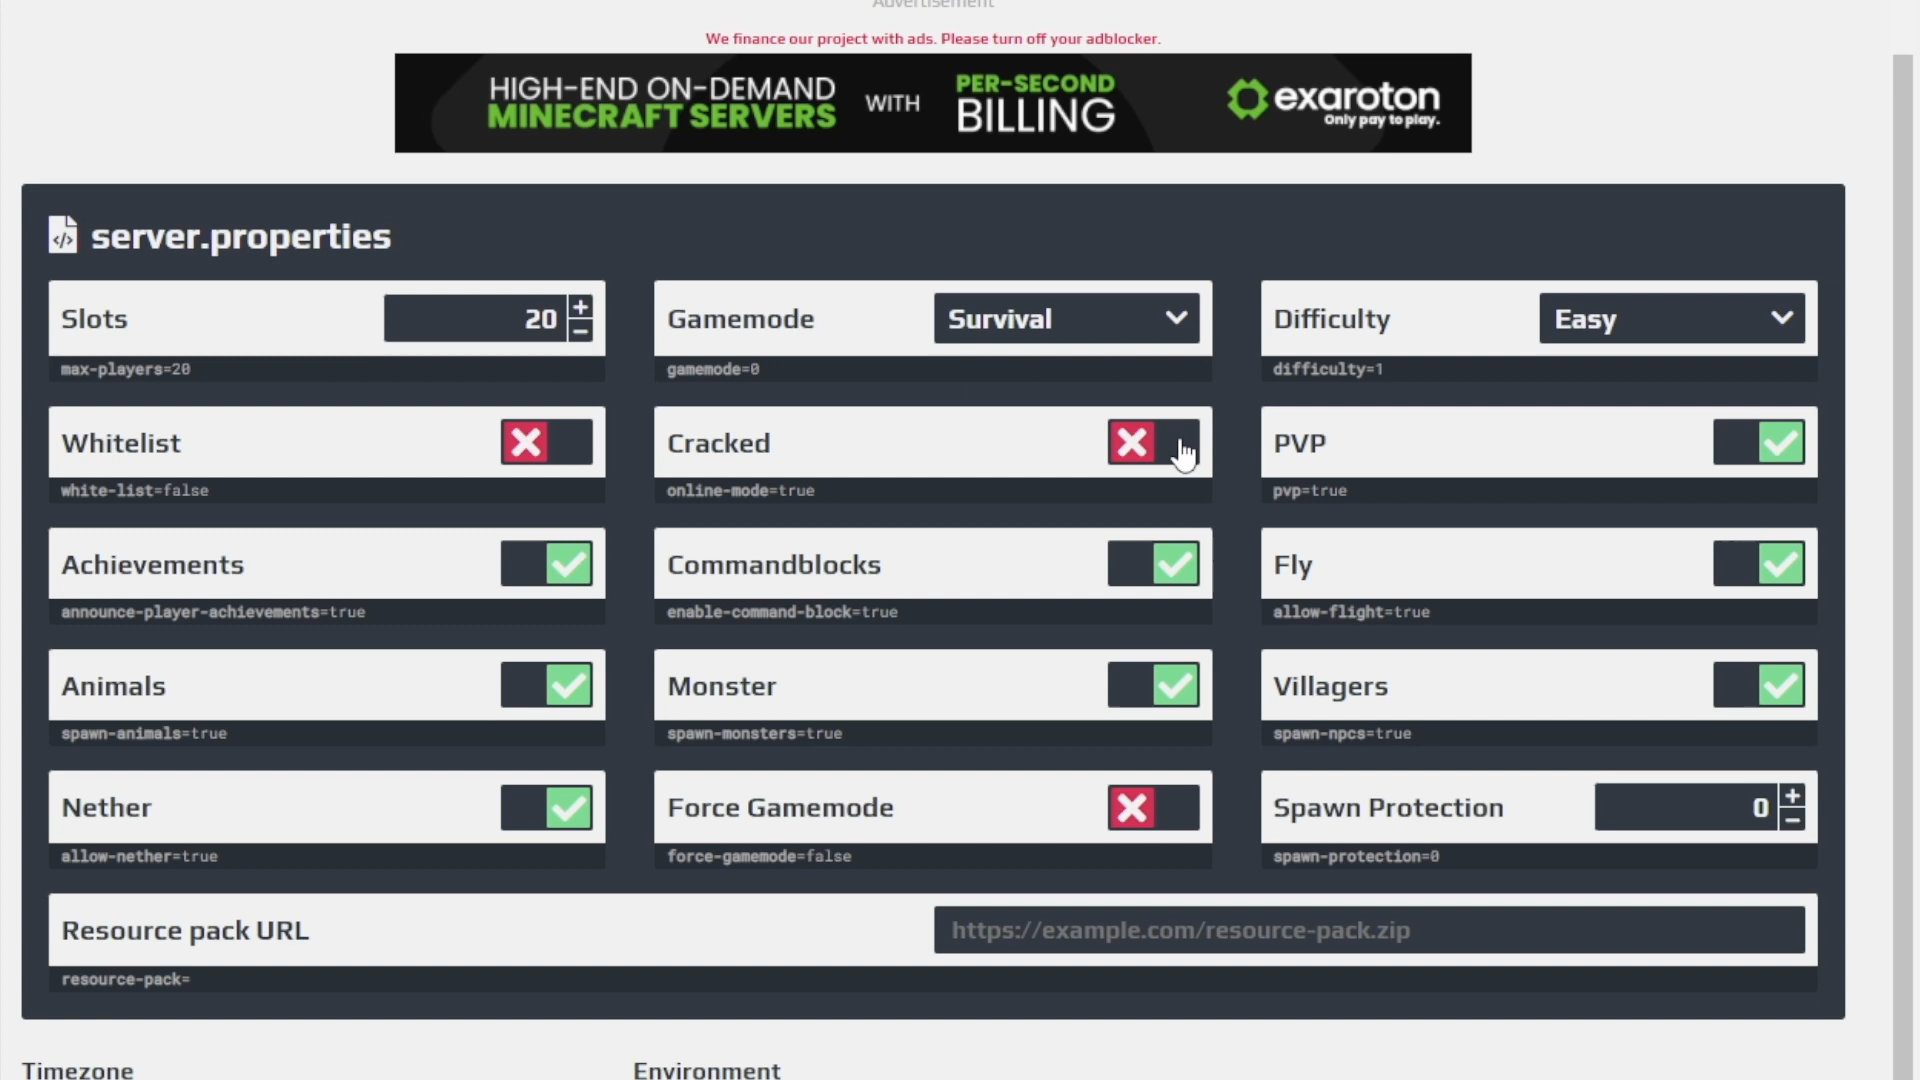 Advertisement
We finance our project with ads. Please turn off your adblocker.
HIGH-END ON-DEMAND
MINECRAFT SERVERS
WITH
PER-SECOND
BILLING
exaroton
Only pay to play.
server.properties
Slots 20
max-players=20
Gamemode Survival
gamemode=0
Difficulty Easy
difficulty=1
Whitelist
white-list=false
Cracked
online-mode=true
PVP
pvp=true
Achievements
announce-player-achievements=true
Commandblocks
enable-command-block=true
Fly
allow-flight=true
Animals
spawn-animals=true
Monster
spawn-monsters=true
Villagers
spawn-npcs=true
Nether
allow-nether=true
Force Gamemode
force-gamemode=false
Spawn Protection 0
spawn-protection=0
Resource pack URL https://example.com/resource-pack.zip
resource-pack=
Timezone
Environment